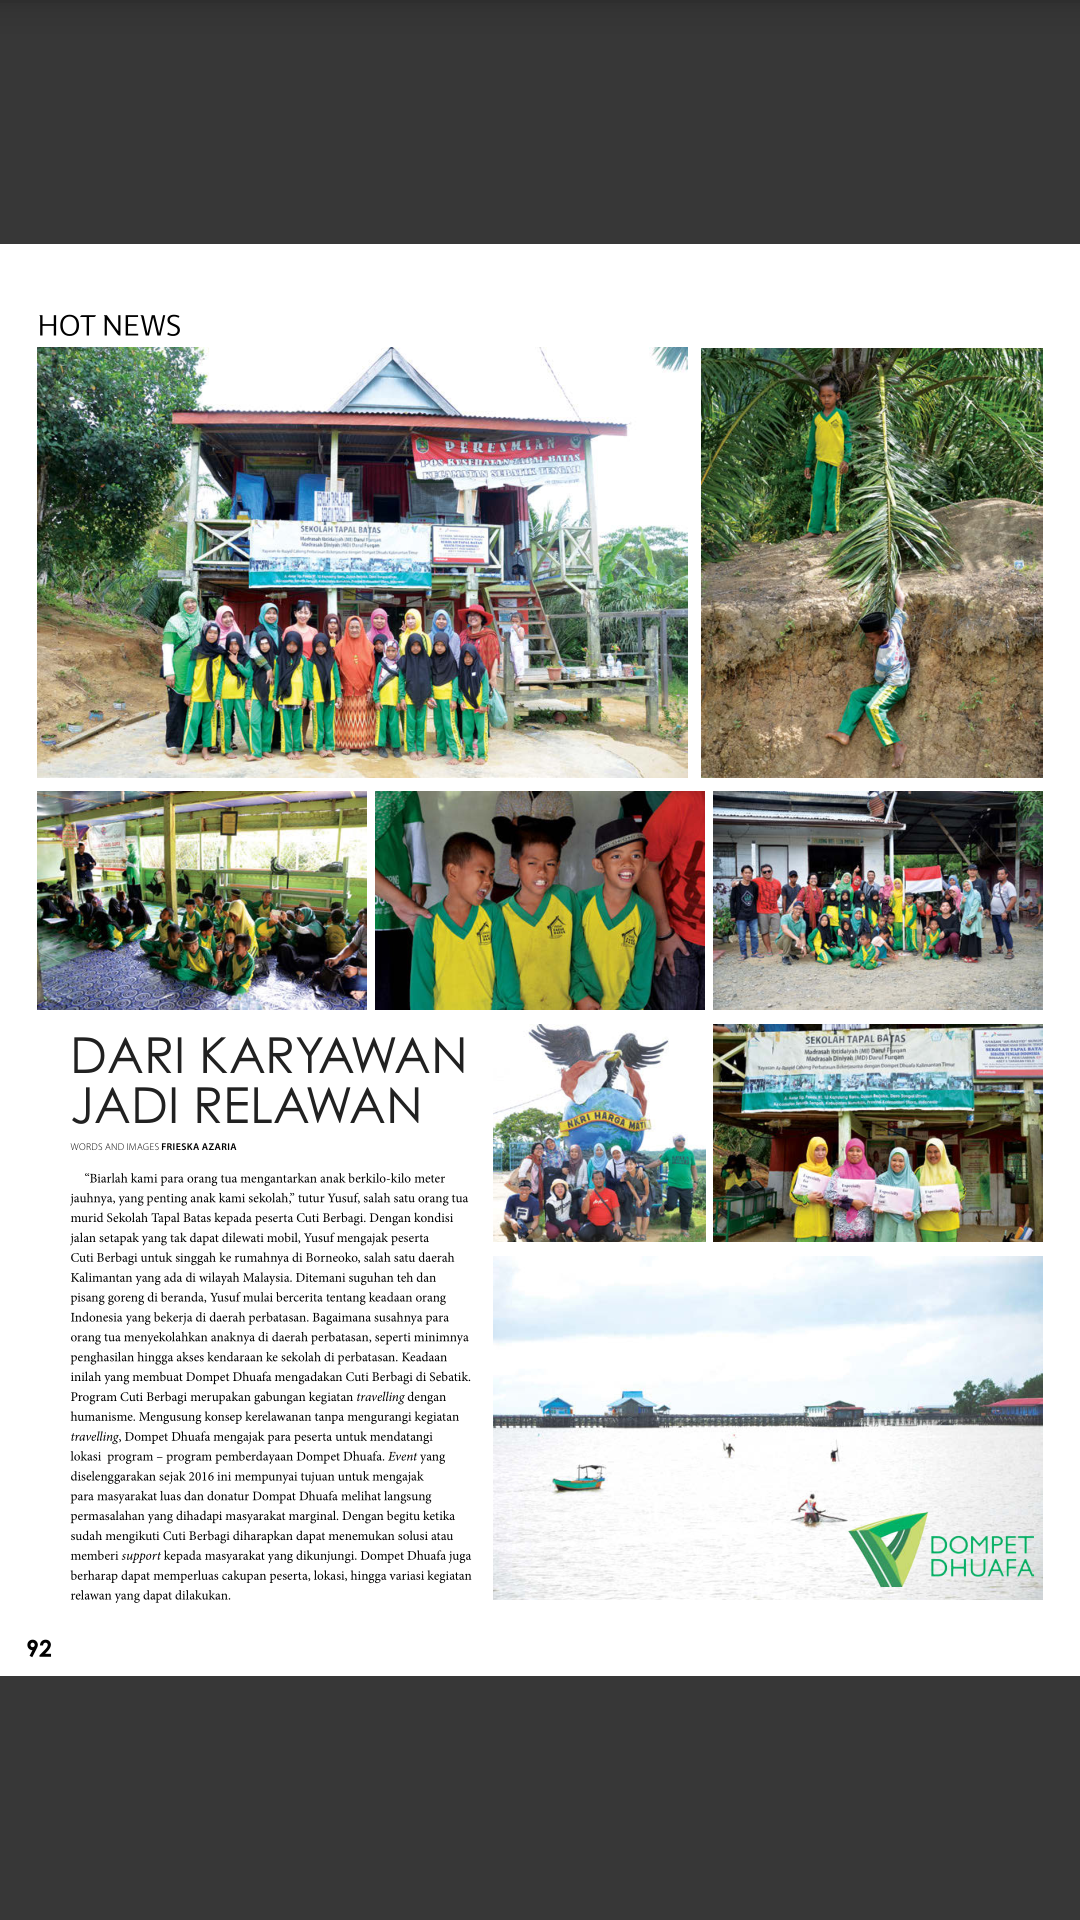 HOT NEWS
PERESMIAN
POS KESEHATAN TAPAL BATAS
KECAMATAN SEBATIK TENGAH
SEKOLAH TAPAL BATAS
Madrasah Ibtidaiyah (MI) Darul Furqan
Madrasah Diniyah (MD) Darul Furqan
DARI KARYAWAN
JADI RELAWAN
WORDS AND IMAGES FRIESKA AZARIA
“Biarlah kami para orang tua mengantarkan anak berkilo-kilo meter
jauhnya, yang penting anak kami sekolah,” tutur Yusuf, salah satu orang tua
murid Sekolah Tapal Batas kepada peserta Cuti Berbagi. Dengan kondisi
jalan setapak yang tak dapat dilewati mobil, Yusuf mengajak peserta
Cuti Berbagi untuk singgah ke rumahnya di Borneoko, salah satu daerah
Kalimantan yang ada di wilayah Malaysia. Ditemani suguhan teh dan
pisang goreng di beranda, Yusuf mulai bercerita tentang keadaan orang
Indonesia yang bekerja di daerah perbatasan. Bagaimana susahnya para
orang tua menyekolahkan anaknya di daerah perbatasan, seperti minimnya
penghasilan hingga akses kendaraan ke sekolah di perbatasan. Keadaan
inilah yang membuat Dompet Dhuafa mengadakan Cuti Berbagi di Sebatik.
Program Cuti Berbagi merupakan gabungan kegiatan travelling dengan
humanisme. Mengusung konsep kerelawanan tanpa mengurangi kegiatan
travelling, Dompet Dhuafa mengajak para peserta untuk mendatangi
lokasi program – program pemberdayaan Dompet Dhuafa. Event yang
diselenggarakan sejak 2016 ini mempunyai tujuan untuk mengajak
para masyarakat luas dan donatur Dompat Dhuafa melihat langsung
permasalahan yang dihadapi masyarakat marginal. Dengan begitu ketika
sudah mengikuti Cuti Berbagi diharapkan dapat menemukan solusi atau
memberi support kepada masyarakat yang dikunjungi. Dompet Dhuafa juga
berharap dapat memperluas cakupan peserta, lokasi, hingga variasi kegiatan
relawan yang dapat dilakukan.
NKRI HARGA MATI
SEKOLAH TAPAL BATAS
Madrasah Ibtidaiyah (MI) Darul Furqan
Madrasah Diniyah (MD) Darul Furqan
Especially
for
Especially
for
Especially
for
Especially
for
DOMPET
DHUAFA
92